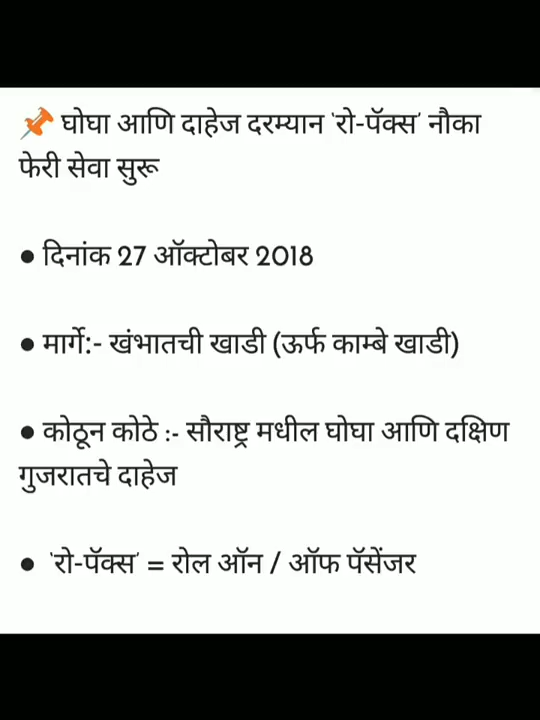 📌 घोघा आणि दाहेज दरम्यान 'रो-पॅक्स' नौका
फेरी सेवा सुरू
● दिनांक 27 ऑक्टोबर 2018
● मार्गे:- खंभातची खाडी (ऊर्फ काम्बे खाडी)
● कोठून कोठे :- सौराष्ट्र मधील घोघा आणि दक्षिण
गुजरातचे दाहेज
● 'रो-पॅक्स' = रोल ऑन / ऑफ पॅसेंजर